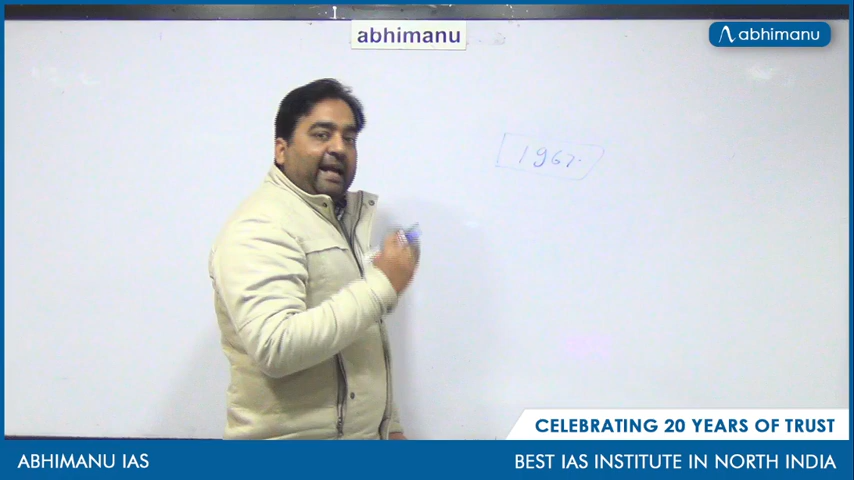 abhimanu
abhimanu
1967.
CELEBRATING 20 YEARS OF TRUST
ABHIMANU IAS
BEST IAS INSTITUTE IN NORTH INDIA